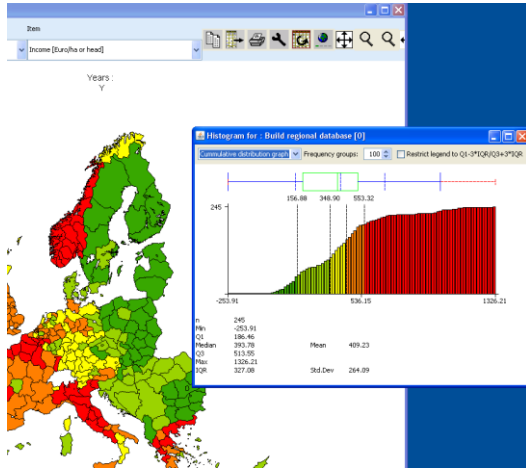 Item
Income [Euro/ha or head]
Years :
Y
Histogram for : Build regional database [0]
Cummulative distribution graph
Frequency groups: 100
Restrict legend to Q1-3*IQR/Q3+3*IQR
156.88 348.90 553.32
245
-253.91 536.15 1326.21
n 245
Min -253.91
Q1 186.46
Median 393.78 Mean 409.23
Q3 513.55
Max 1326.21
IQR 327.08 Std.Dev 264.89